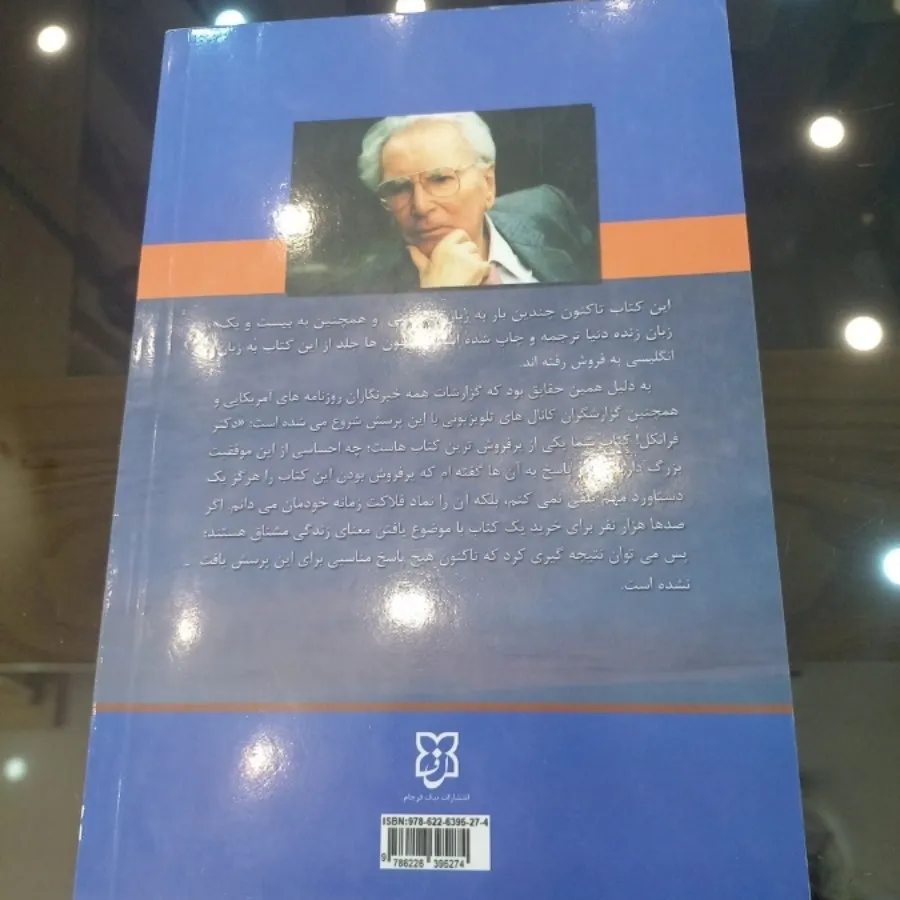 این کتاب تاکنون چندین بار به زبان و همچنین به بیست و یک
زبان زنده دنیا ترجمه و چاپ شده ها جلد از این کتاب به زبان
انگلیسی به فروش رفته اند.
به دلیل همین حقایق بود که گزارشات همه خبرنگاران روزنامه های آمریکایی و
همچنین گزارشگران کانال های تلویزیونی با این پرسش شروع می شده است: «دکتر
فرانکل! کتاب شما یکی از پرفروش ترین کتاب هاست؛ چه احساسی از این موفقیت
بزرگ پاسخ به آن ها گفته ام که پرفروش بودن این کتاب را هرگز یک
دستاورد مهم تلقی نمی کنم، بلکه آن را نماد فلاکت زمانه خودمان می دانم. اگر
صدها هزار نفر برای خرید یک کتاب با موضوع یافتن معنای زندگی مشتاق هستند؛
پس می توان نتیجه گیری کرد که تاکنون هیچ پاسخ مناسبی برای این پرسش یافت
نشده است.
انتشارات نیک فرجام
ISBN:978-622-6395-27-4
9 786226 395274